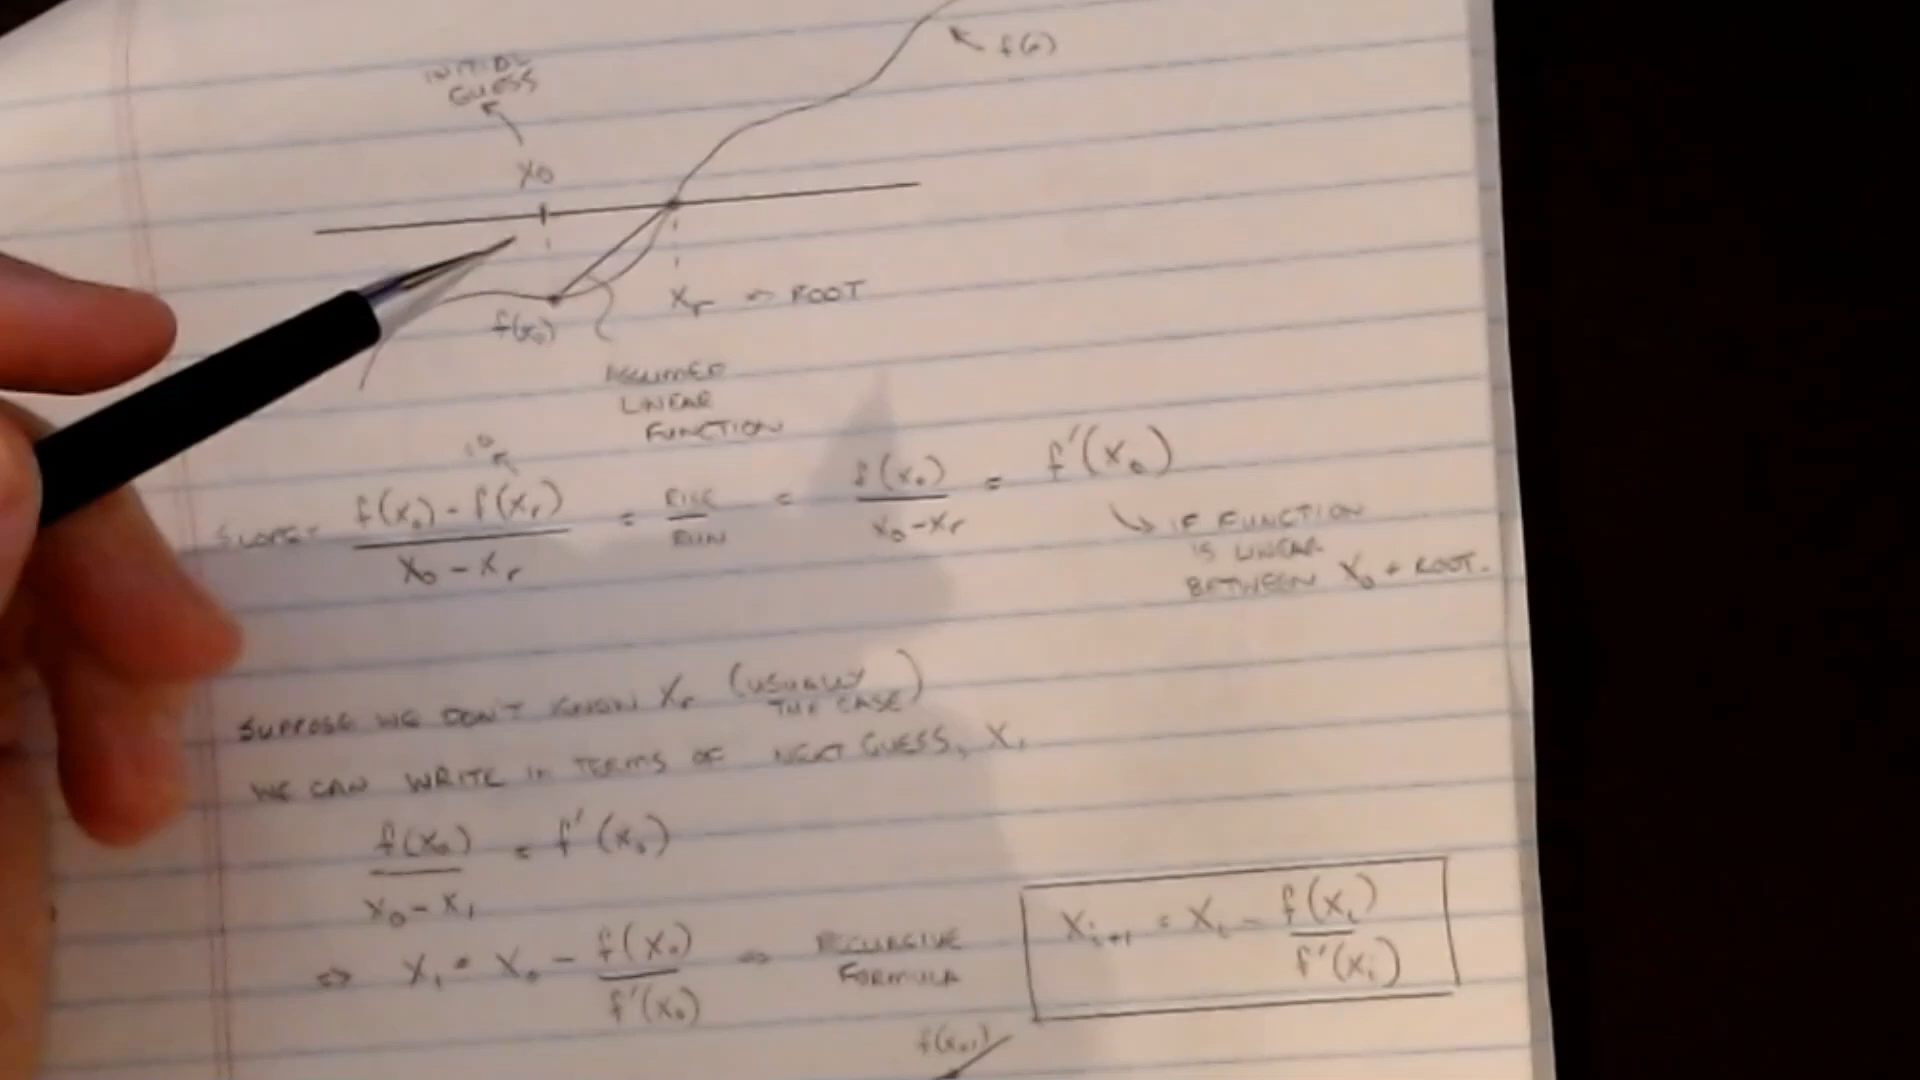 INITIAL
GUESS
f(x)
x₀
f(x₀)
xᵣ ⇒ ROOT
ASSUMED
LINEAR
FUNCTION
SLOPE = (f(x₀) - f(xᵣ)) / (x₀ - xᵣ) = RISE / RUN = f(x₀) / (x₀ - xᵣ) = f'(x₀)
IF FUNCTION
IS LINEAR
BETWEEN x₀ + ROOT.
SUPPOSE WE DON'T KNOW xᵣ (USUALLY THE CASE)
WE CAN WRITE IN TERMS OF NEXT GUESS, x₁
f(x₀) / (x₀ - x₁) = f'(x₀)
⇒ x₁ = x₀ - f(x₀) / f'(x₀) ⇒ RECURSIVE FORMULA
xᵢ₊₁ = xᵢ - f(xᵢ) / f'(xᵢ)